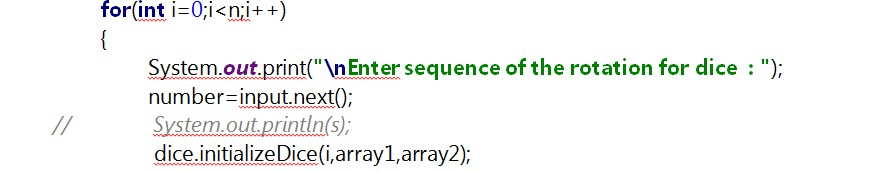 for(int i=0;i<n;i++)
{
System.out.print("\nEnter sequence of the rotation for dice : ");
number=input.next();
// System.out.println(s);
dice.initializeDice(i,array1,array2);